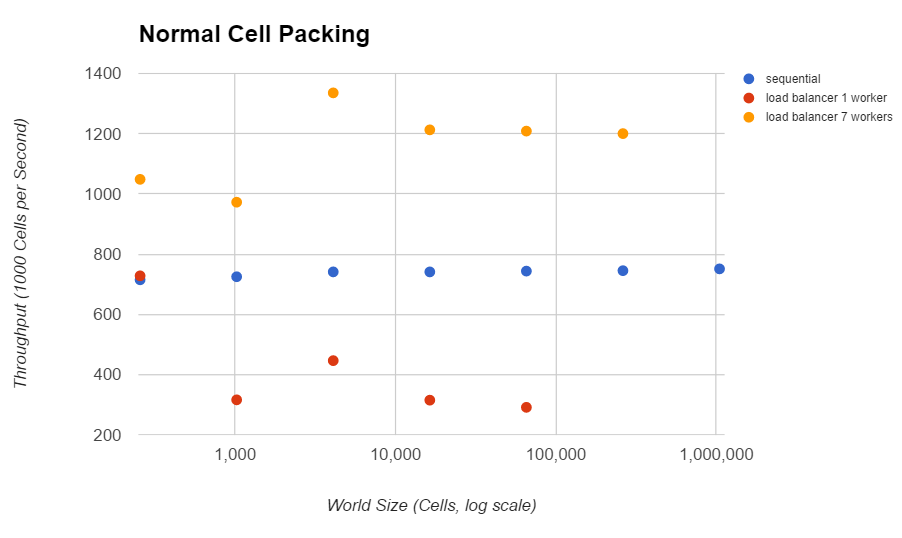 Normal Cell Packing
1400
1200
1000
800
600
400
200
Throughput (1000 Cells per Second)
1,000
10,000
100,000
1,000,000
World Size (Cells, log scale)
sequential
load balancer 1 worker
load balancer 7 workers